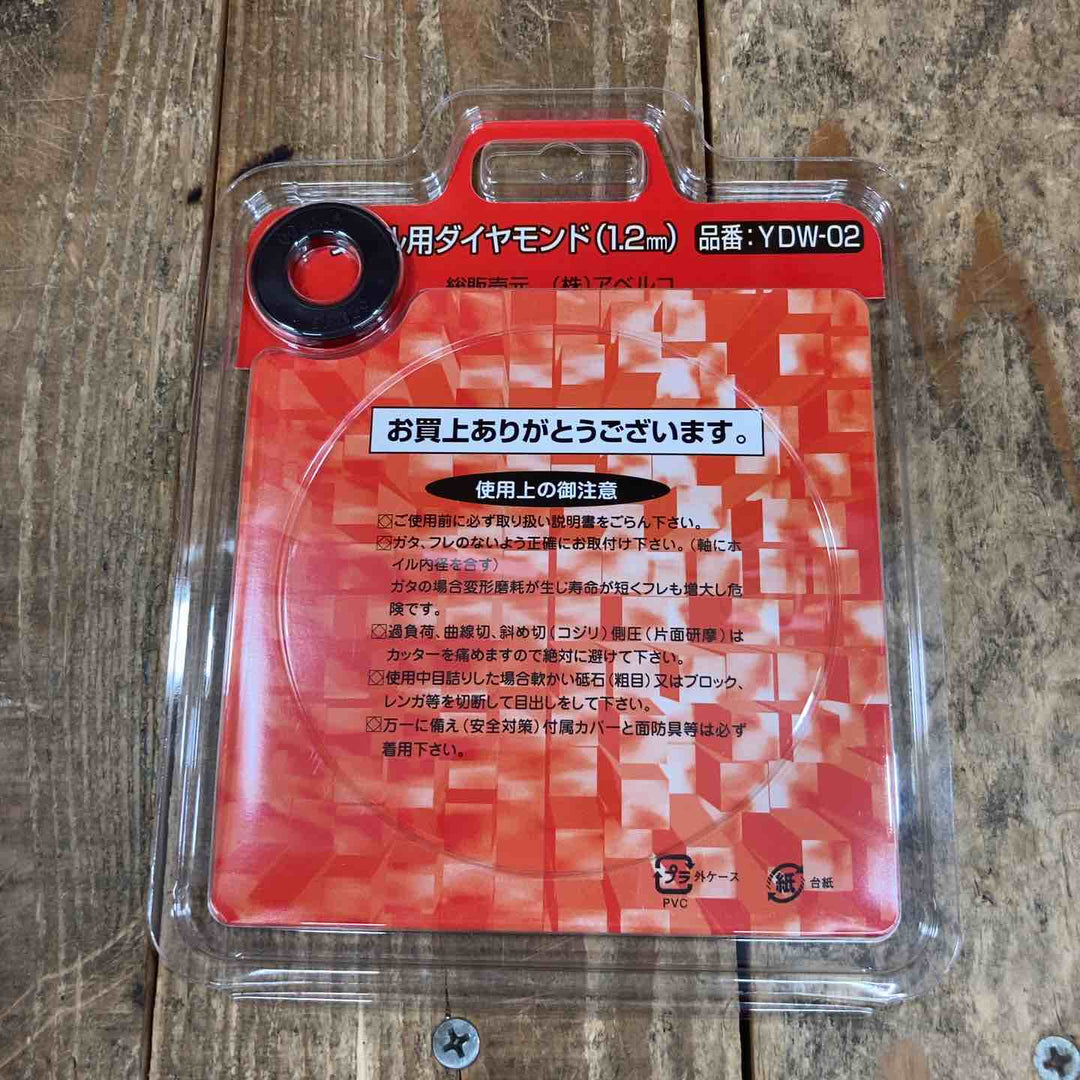 ル用ダイヤモンド(1.2㎜) 品番:YDW-02
総販売元 (株)アベルコ
お買上ありがとうございます。
使用上の御注意
ご使用前に必ず取り扱い説明書をごらん下さい。
ガタ、フレのないよう正確にお取付け下さい。(軸にホ
イル内径を合す)
ガタの場合変形磨耗が生じ寿命が短くフレも増大し危
険です。
過負荷、曲線切、斜め切(コジリ)側圧(片面研摩)は
カッターを痛めますので絶対に避けて下さい。
使用中目詰りした場合軟かい砥石(粗目)又はブロック、
レンガ等を切断して目出しをして下さい。
万一に備え(安全対策)付属カバーと面防具等は必ず
着用下さい。
プラ 外ケース 紙 台紙
PVC